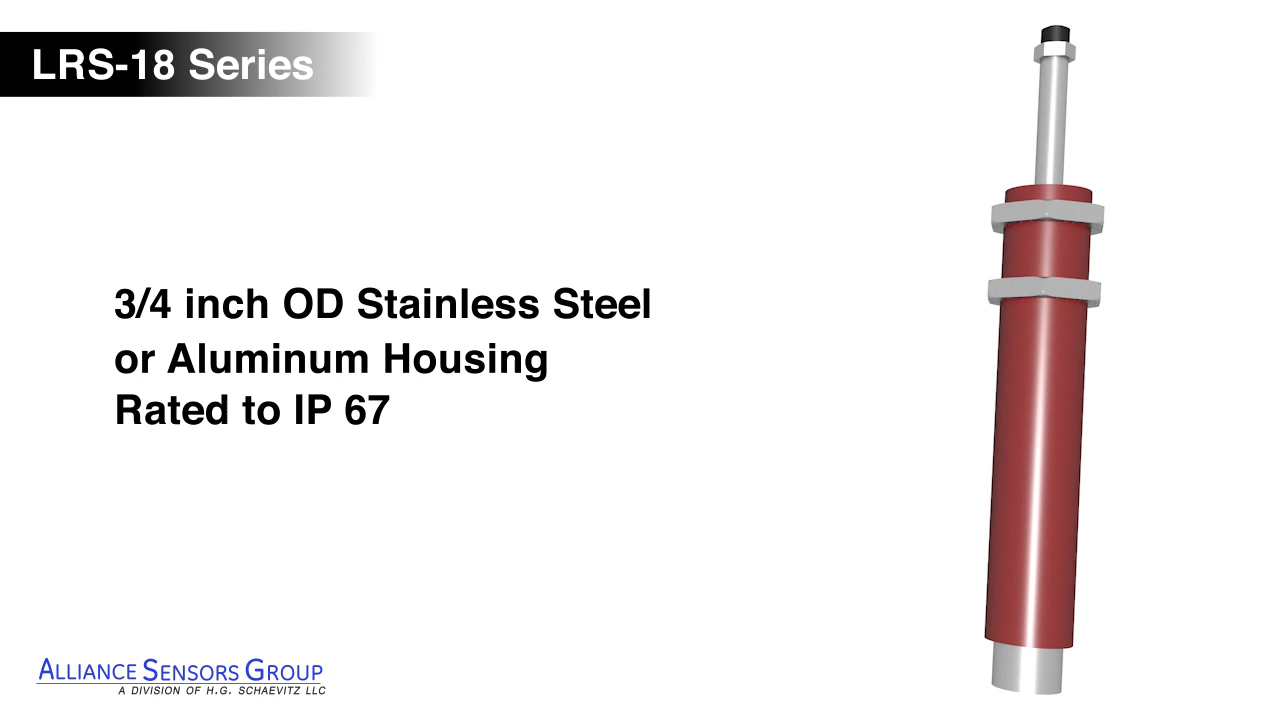 LRS-18 Series
3/4 inch OD Stainless Steel
or Aluminum Housing
Rated to IP 67
ALLIANCE SENSORS GROUP
A DIVISION OF H.G. SCHAEVITZ LLC